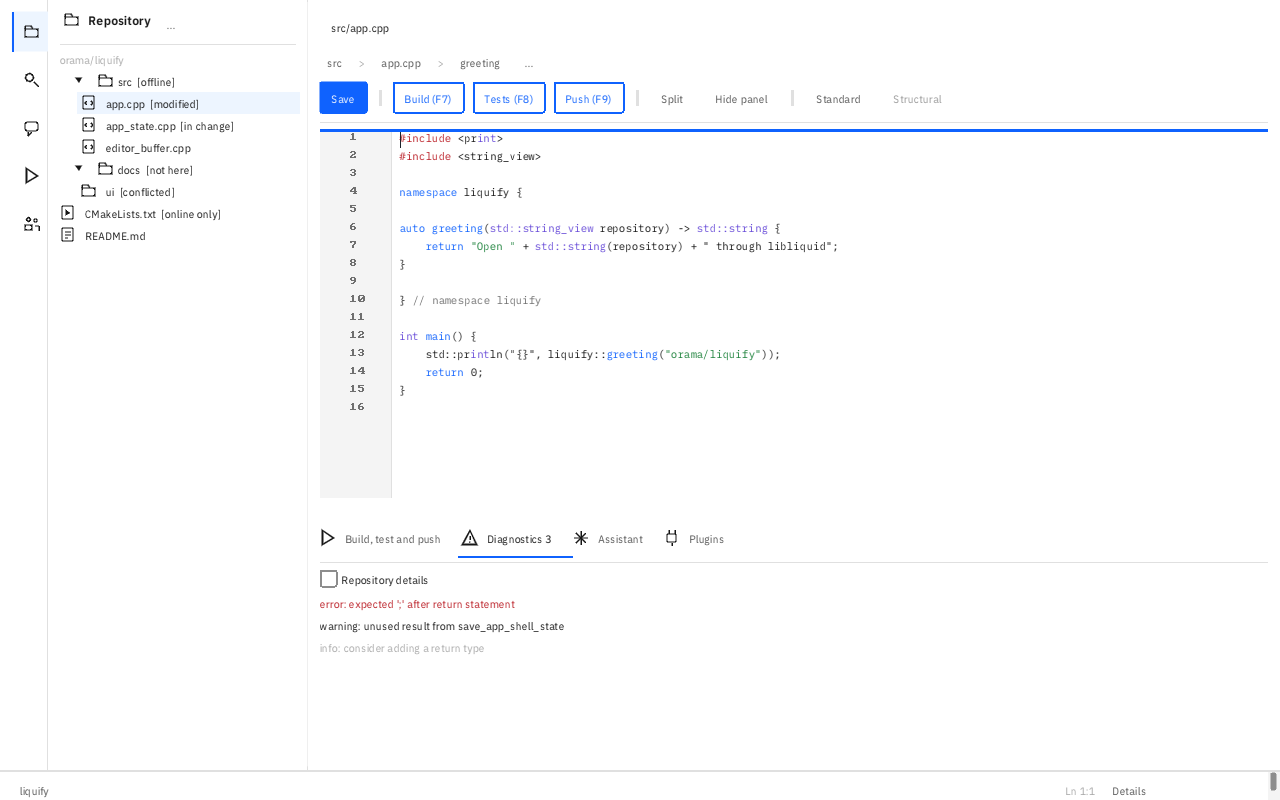 Repository ...
orama/liquify
src [offline]
app.cpp [modified]
app_state.cpp [in change]
editor_buffer.cpp
docs [not here]
ui [conflicted]
CMakeLists.txt [online only]
README.md
src/app.cpp
src > app.cpp > greeting ...
Save Build (F7) Tests (F8) Push (F9) Split Hide panel Standard Structural
1 #include <print>
2 #include <string_view>
3
4 namespace liquify {
5
6 auto greeting(std::string_view repository) -> std::string {
7 return "Open " + std::string(repository) + " through libliquid";
8 }
9
10 } // namespace liquify
11
12 int main() {
13 std::println("{}", liquify::greeting("orama/liquify"));
14 return 0;
15 }
16
Build, test and push Diagnostics 3 Assistant Plugins
Repository details
error: expected ';' after return statement
warning: unused result from save_app_shell_state
info: consider adding a return type
liquify Ln 1:1 Details